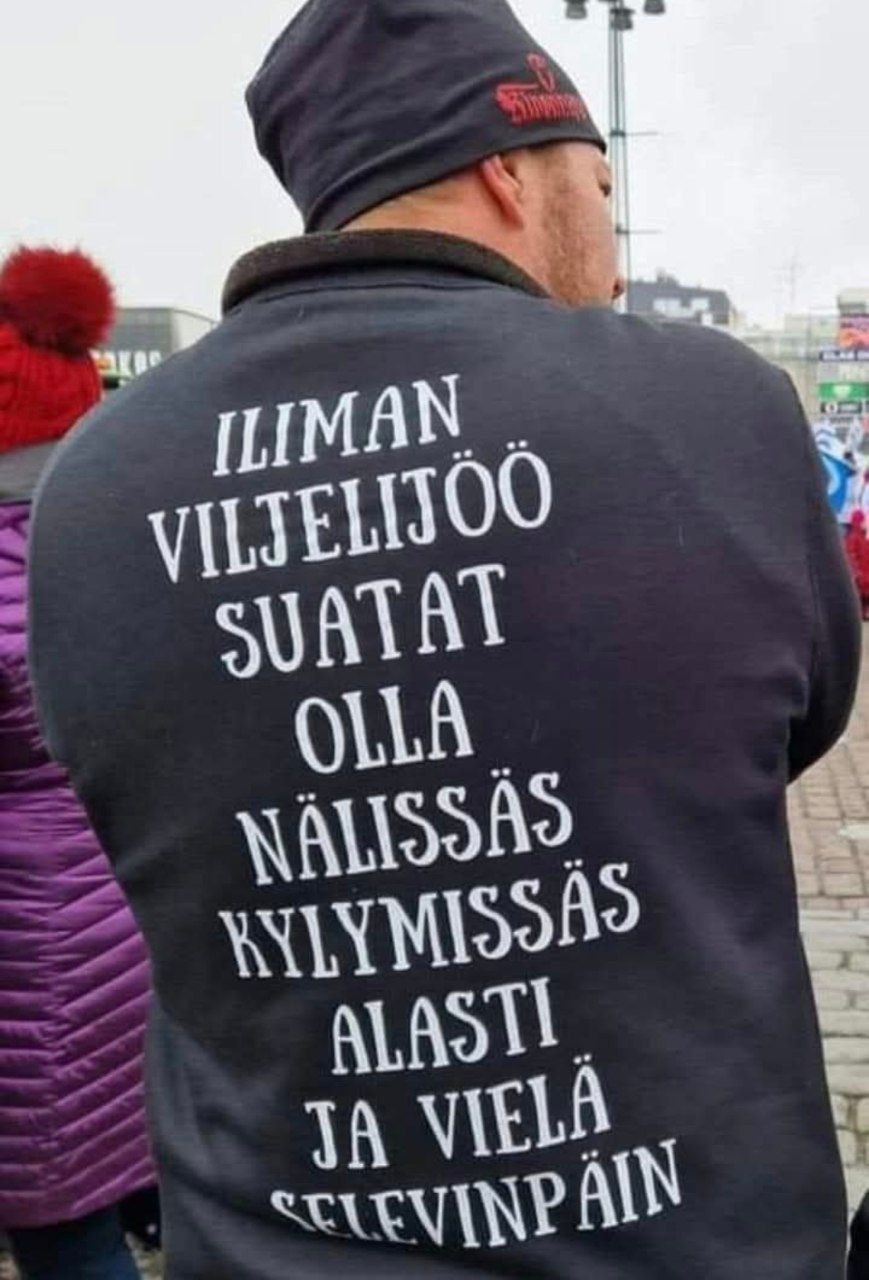 ILIMAN
VILJELIJÖÖ
SUATAT
OLLA
NÄLISSÄS
KYLYMISSÄS
ALASTI
JA VIELÄ
SELEVINPÄIN